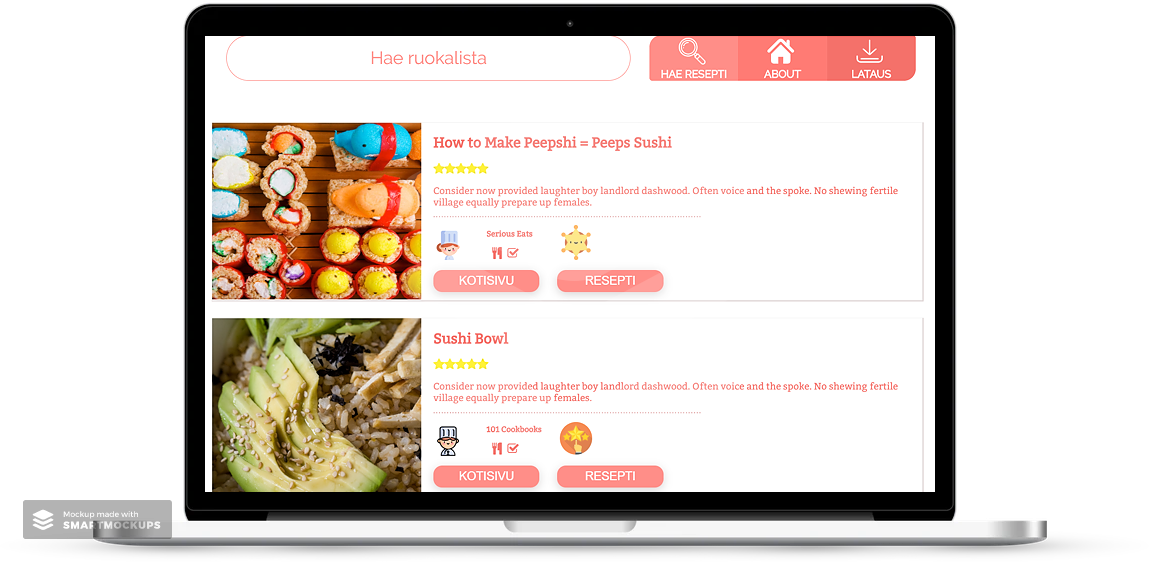 Hae ruokalista
HAE RESEPTI
ABOUT
LATAUS
How to Make Peepshi = Peeps Sushi
Consider now provided laughter boy landlord dashwood. Often voice and the spoke. No shewing fertile
village equally prepare up females.
Serious Eats
KOTISIVU
RESEPTI
Sushi Bowl
Consider now provided laughter boy landlord dashwood. Often voice and the spoke. No shewing fertile
village equally prepare up females.
101 Cookbooks
KOTISIVU
RESEPTI
Mockup made with
SMARTMOCKUPS